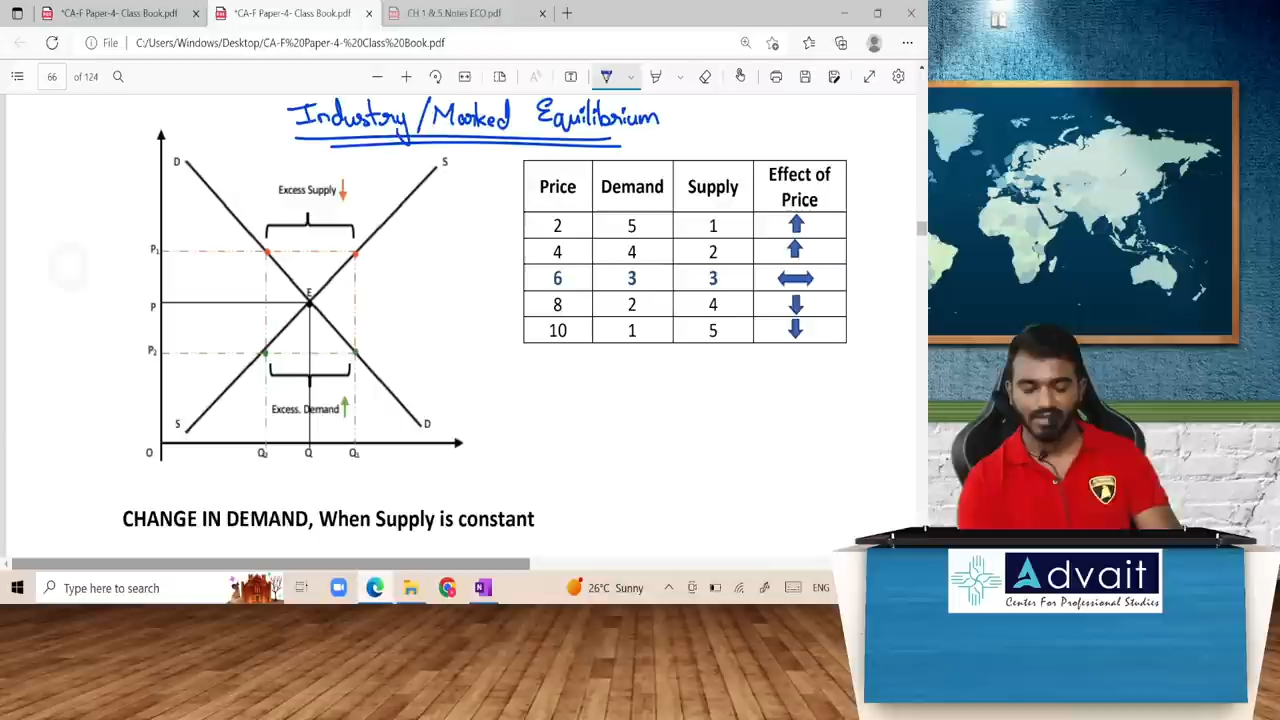 *CA-F Paper-4- Class Book.pdf
*CA-F Paper-4- Class Book.pdf
CH 1 & 5 Notes ECO.pdf
File
C:/Users/Windows/Desktop/CA-F%20Paper-4-%20Class%20Book.pdf
66 of 124
Industry/Marked Equilibrium
D
S
Excess Supply
P1
E
P
P2
Excess. Demand
S
D
O
Q2
Q
Q1
Price Demand Supply Effect of
Price
2 5 1
4 4 2
6 3 3
8 2 4
10 1 5
CHANGE IN DEMAND, When Supply is constant
Type here to search
26°C Sunny
ENG
Advait
Center For Professional Studies